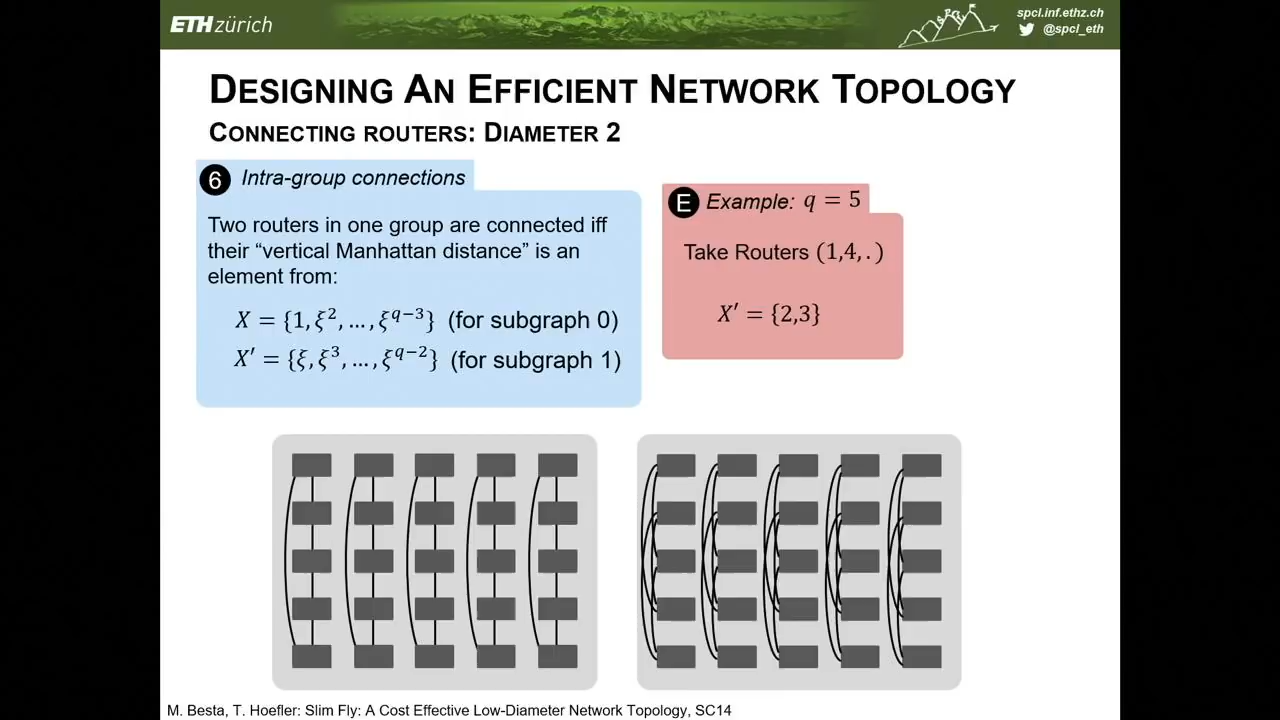 ETH zürich
spcl.inf.ethz.ch
@spcl_eth
DESIGNING AN EFFICIENT NETWORK TOPOLOGY
CONNECTING ROUTERS: DIAMETER 2
6 Intra-group connections
Two routers in one group are connected iff
their “vertical Manhattan distance” is an
element from:
X = {1, ξ², …, ξ^{q−3}} (for subgraph 0)
X′ = {ξ, ξ³, …, ξ^{q−2}} (for subgraph 1)
E Example: q = 5
Take Routers (1,4, . )
X′ = {2,3}
M. Besta, T. Hoefler: Slim Fly: A Cost Effective Low-Diameter Network Topology, SC14